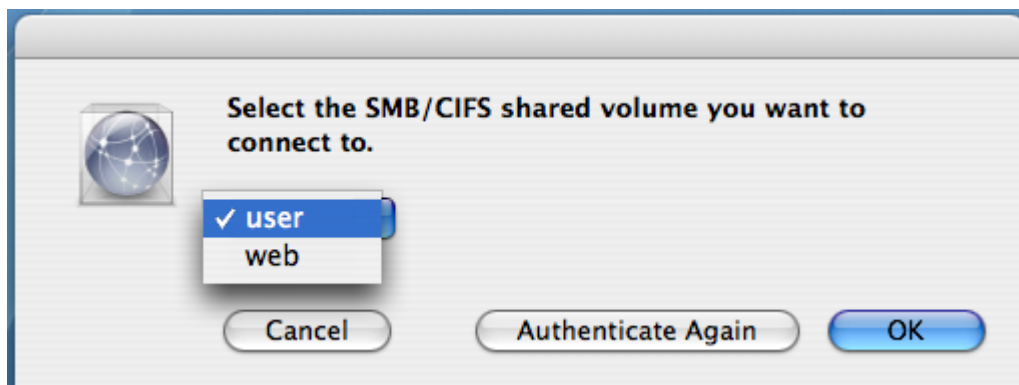 Select the SMB/CIFS shared volume you want to
connect to.
✓ user
web
Cancel
Authenticate Again
OK